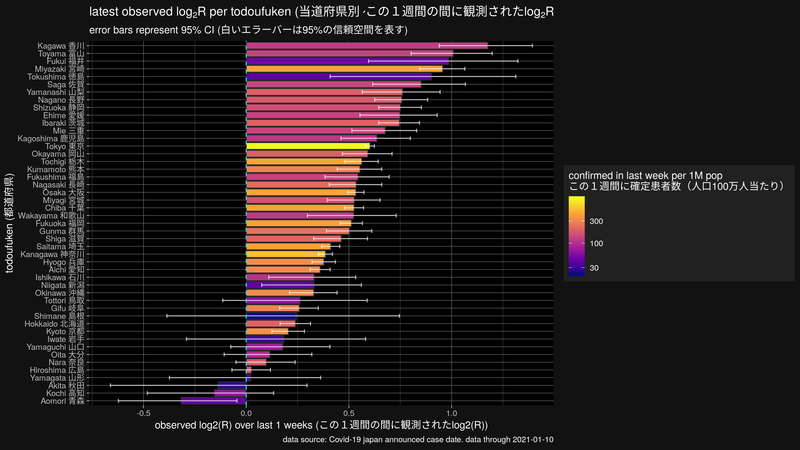 latest observed log₂R per todoufuken (当道府県別 この１週間の間に観測されたlog₂R
error bars represent 95% CI (白いエラーバーは95%の信頼空間を表す)
todoufuken (都道府県)
Kagawa 香川
Toyama 富山
Fukui 福井
Miyazaki 宮崎
Tokushima 徳島
Saga 佐賀
Yamanashi 山梨
Nagano 長野
Shizuoka 静岡
Ehime 愛媛
Ibaraki 茨城
Mie 三重
Kagoshima 鹿児島
Tokyo 東京
Okayama 岡山
Tochigi 栃木
Kumamoto 熊本
Fukushima 福島
Nagasaki 長崎
Osaka 大阪
Miyagi 宮城
Chiba 千葉
Wakayama 和歌山
Fukuoka 福岡
Gunma 群馬
Shiga 滋賀
Saitama 埼玉
Kanagawa 神奈川
Hyogo 兵庫
Aichi 愛知
Ishikawa 石川
Niigata 新潟
Okinawa 沖縄
Tottori 鳥取
Gifu 岐阜
Shimane 島根
Hokkaido 北海道
Kyoto 京都
Iwate 岩手
Yamaguchi 山口
Oita 大分
Nara 奈良
Hiroshima 広島
Yamagata 山形
Akita 秋田
Kochi 高知
Aomori 青森
-0.5 0.0 0.5 1.0
observed log2(R) over last 1 weeks (この１週間の間に観測されたlog2(R))
data source: Covid-19 japan announced case date. data through 2021-01-10
confirmed in last week per 1M pop
この１週間に確定患者数（人口100万人当たり）
300
100
30